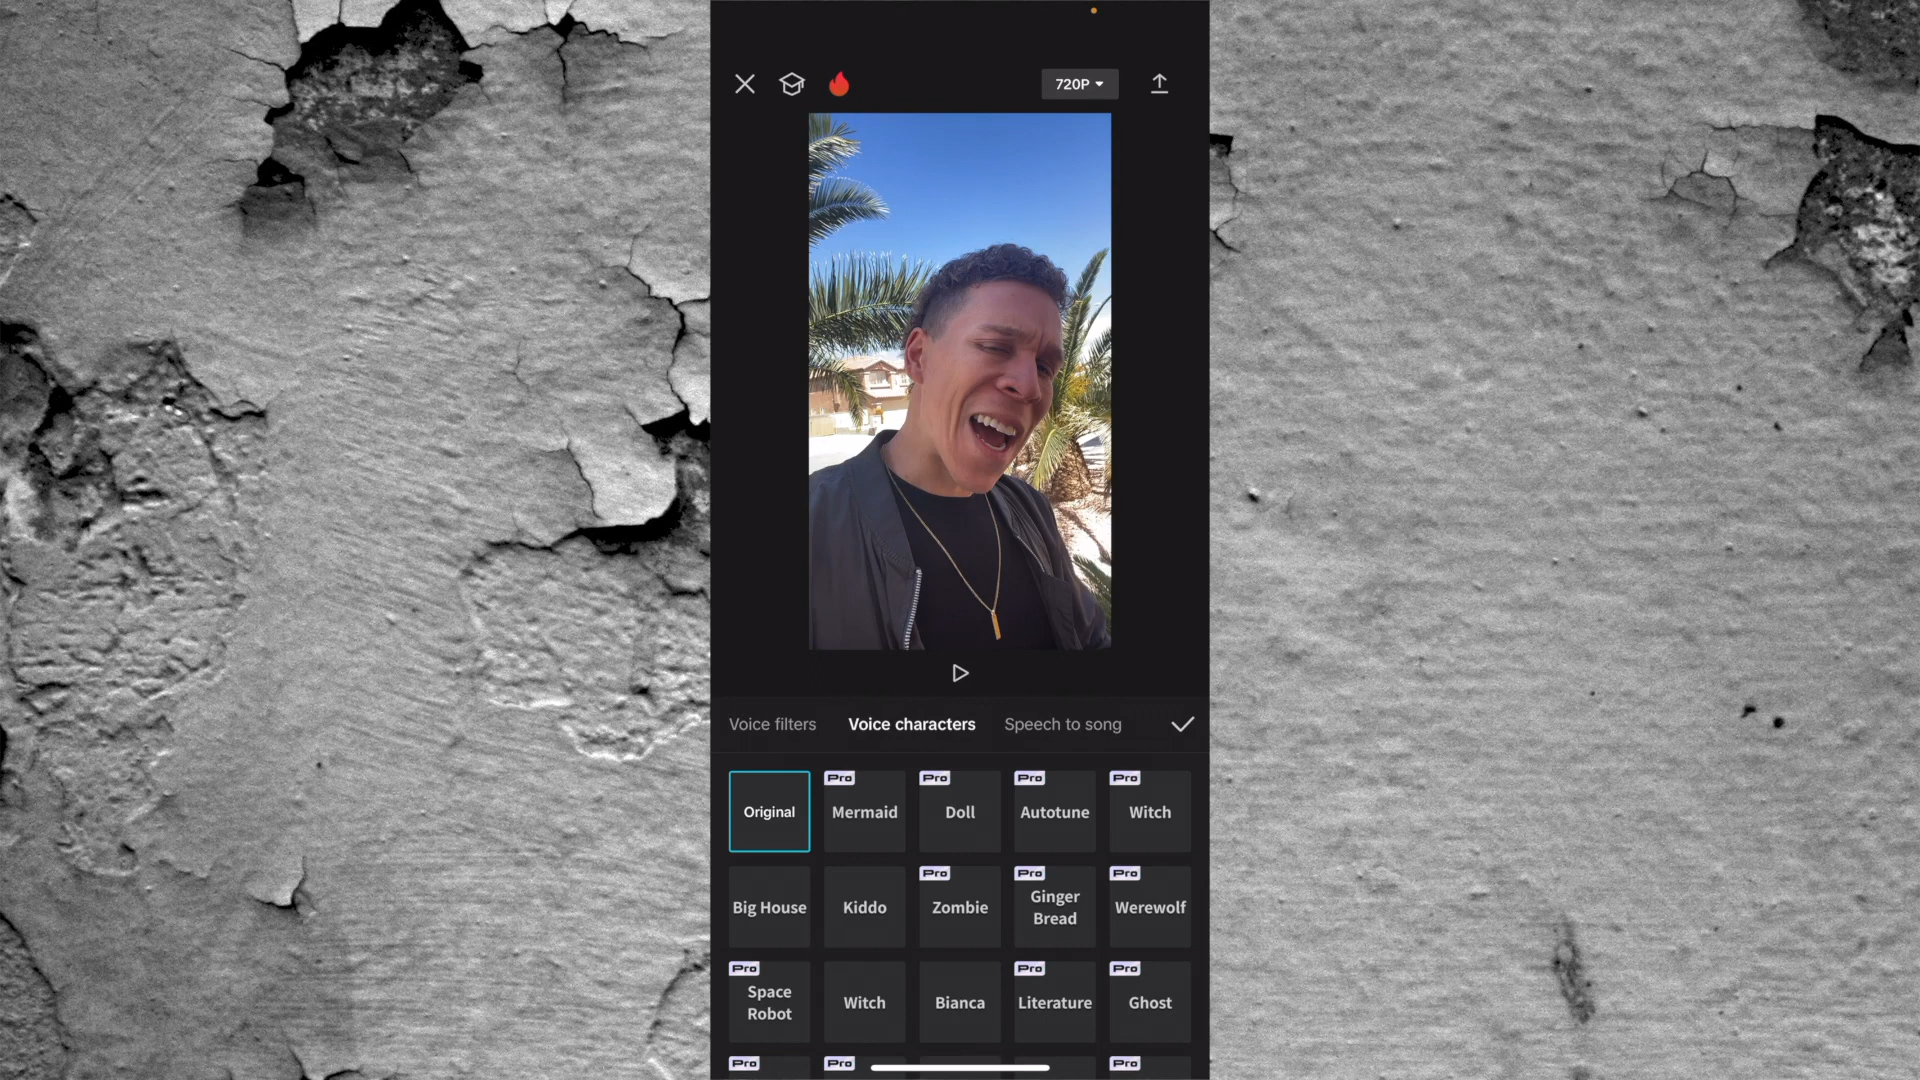 720P
Voice filters Voice characters Speech to song
Pro Pro Pro Pro
Original Mermaid Doll Autotune Witch
Pro Pro Pro
Big House Kiddo Zombie Ginger Bread Werewolf
Pro Pro Pro
Space Robot Witch Bianca Literature Ghost
Pro Pro Pro